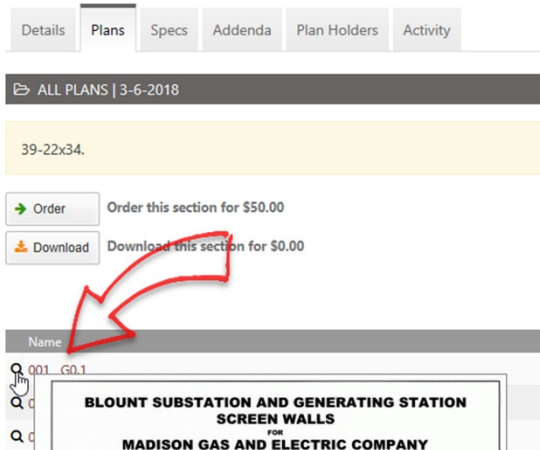 Details Plans Specs Addenda Plan Holders Activity
ALL PLANS | 3-6-2018
39-22x34.
Order Order this section for $50.00
Download Download this section for $0.00
Name
001 G0.1
BLOUNT SUBSTATION AND GENERATING STATION
SCREEN WALLS
FOR
MADISON GAS AND ELECTRIC COMPANY